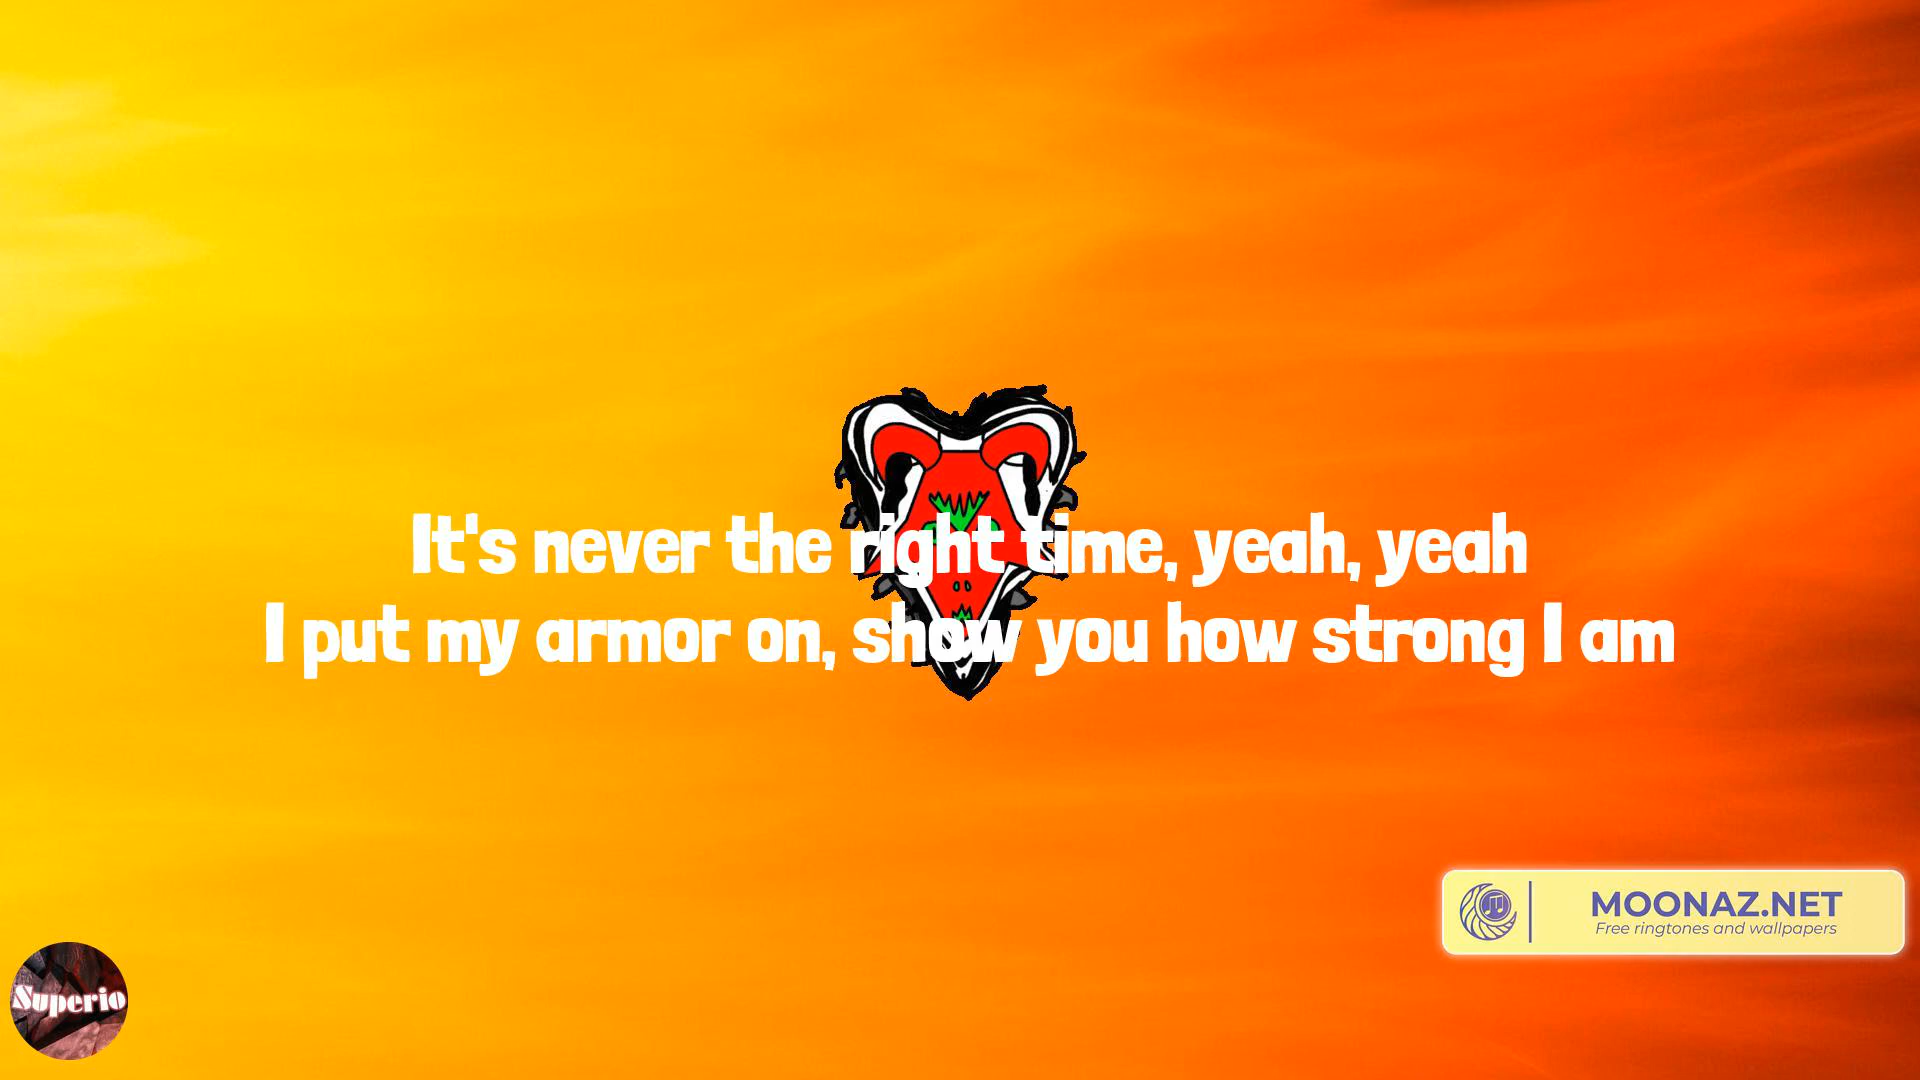 It's never the right time, yeah, yeah
I put my armor on, show you how strong I am
MOONAZ.NET
Free ringtones and wallpapers
Superio